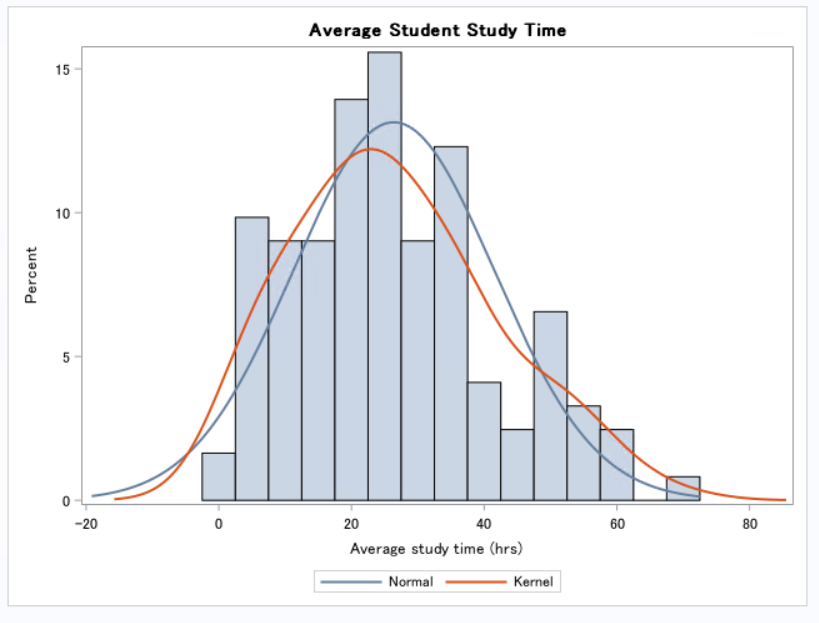 Average Student Study Time
15
10
5
0
Percent
−20 0 20 40 60 80
Average study time (hrs)
Normal Kernel